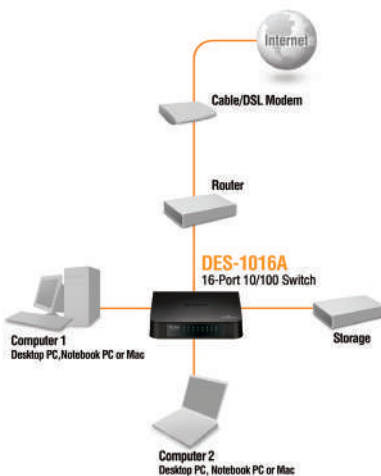 Internet
Cable/DSL Modem
Router
DES-1016A
16-Port 10/100 Switch
Computer 1
Desktop PC,Notebook PC or Mac
Storage
Computer 2
Desktop PC, Notebook PC or Mac